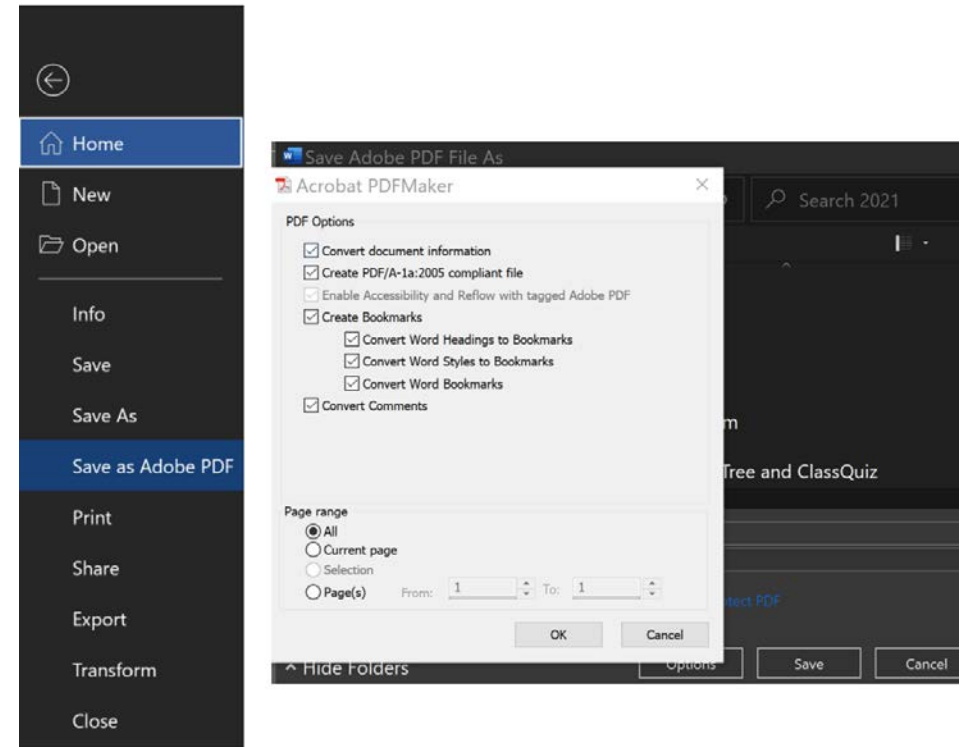 Home
New
Open
Info
Save
Save As
Save as Adobe PDF
Print
Share
Export
Transform
Close
Save Adobe PDF File As
Acrobat PDFMaker
Search 2021
PDF Options
Convert document information
Create PDF/A-1a:2005 compliant file
Enable Accessibility and Reflow with tagged Adobe PDF
Create Bookmarks
Convert Word Headings to Bookmarks
Convert Word Styles to Bookmarks
Convert Word Bookmarks
Convert Comments
m
Tree and ClassQuiz
Page range
All
Current page
Selection
Page(s) From: 1 To: 1
PDF
OK Cancel
Hide Folders Options Save Cancel